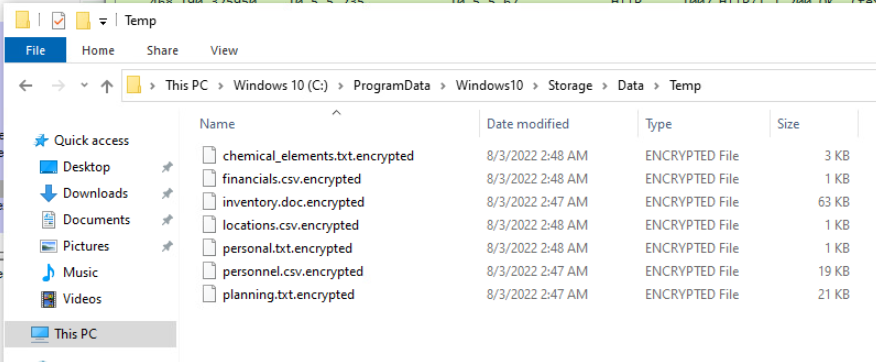 Temp
File Home Share View
This PC > Windows 10 (C:) > ProgramData > Windows10 > Storage > Data > Temp
Name Date modified Type Size
Quick access
Desktop
Downloads
Documents
Pictures
Music
Videos
This PC
chemical_elements.txt.encrypted 8/3/2022 2:48 AM ENCRYPTED File 3 KB
financials.csv.encrypted 8/3/2022 2:48 AM ENCRYPTED File 1 KB
inventory.doc.encrypted 8/3/2022 2:47 AM ENCRYPTED File 63 KB
locations.csv.encrypted 8/3/2022 2:48 AM ENCRYPTED File 1 KB
personal.txt.encrypted 8/3/2022 2:48 AM ENCRYPTED File 1 KB
personnel.csv.encrypted 8/3/2022 2:47 AM ENCRYPTED File 19 KB
planning.txt.encrypted 8/3/2022 2:47 AM ENCRYPTED File 21 KB